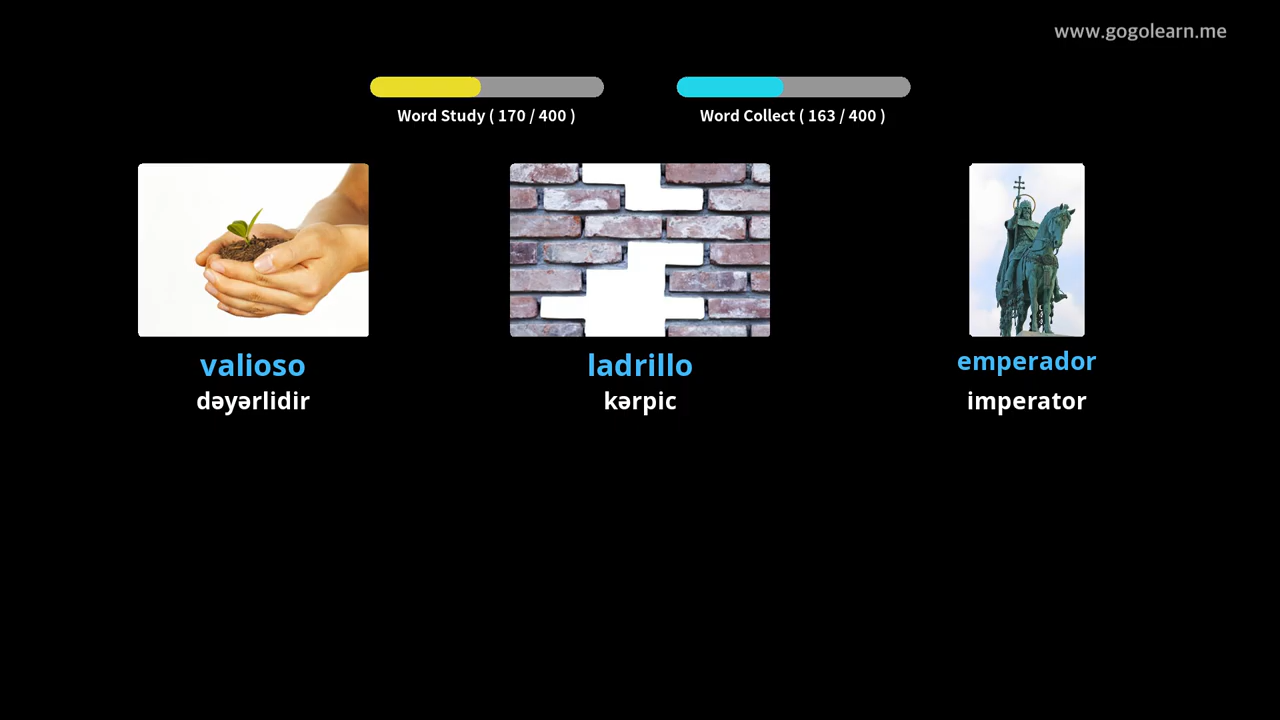 www.gogolearn.me
Word Study ( 170 / 400 )
Word Collect ( 163 / 400 )
valioso
dəyərlidir
ladrillo
kərpic
emperador
imperator